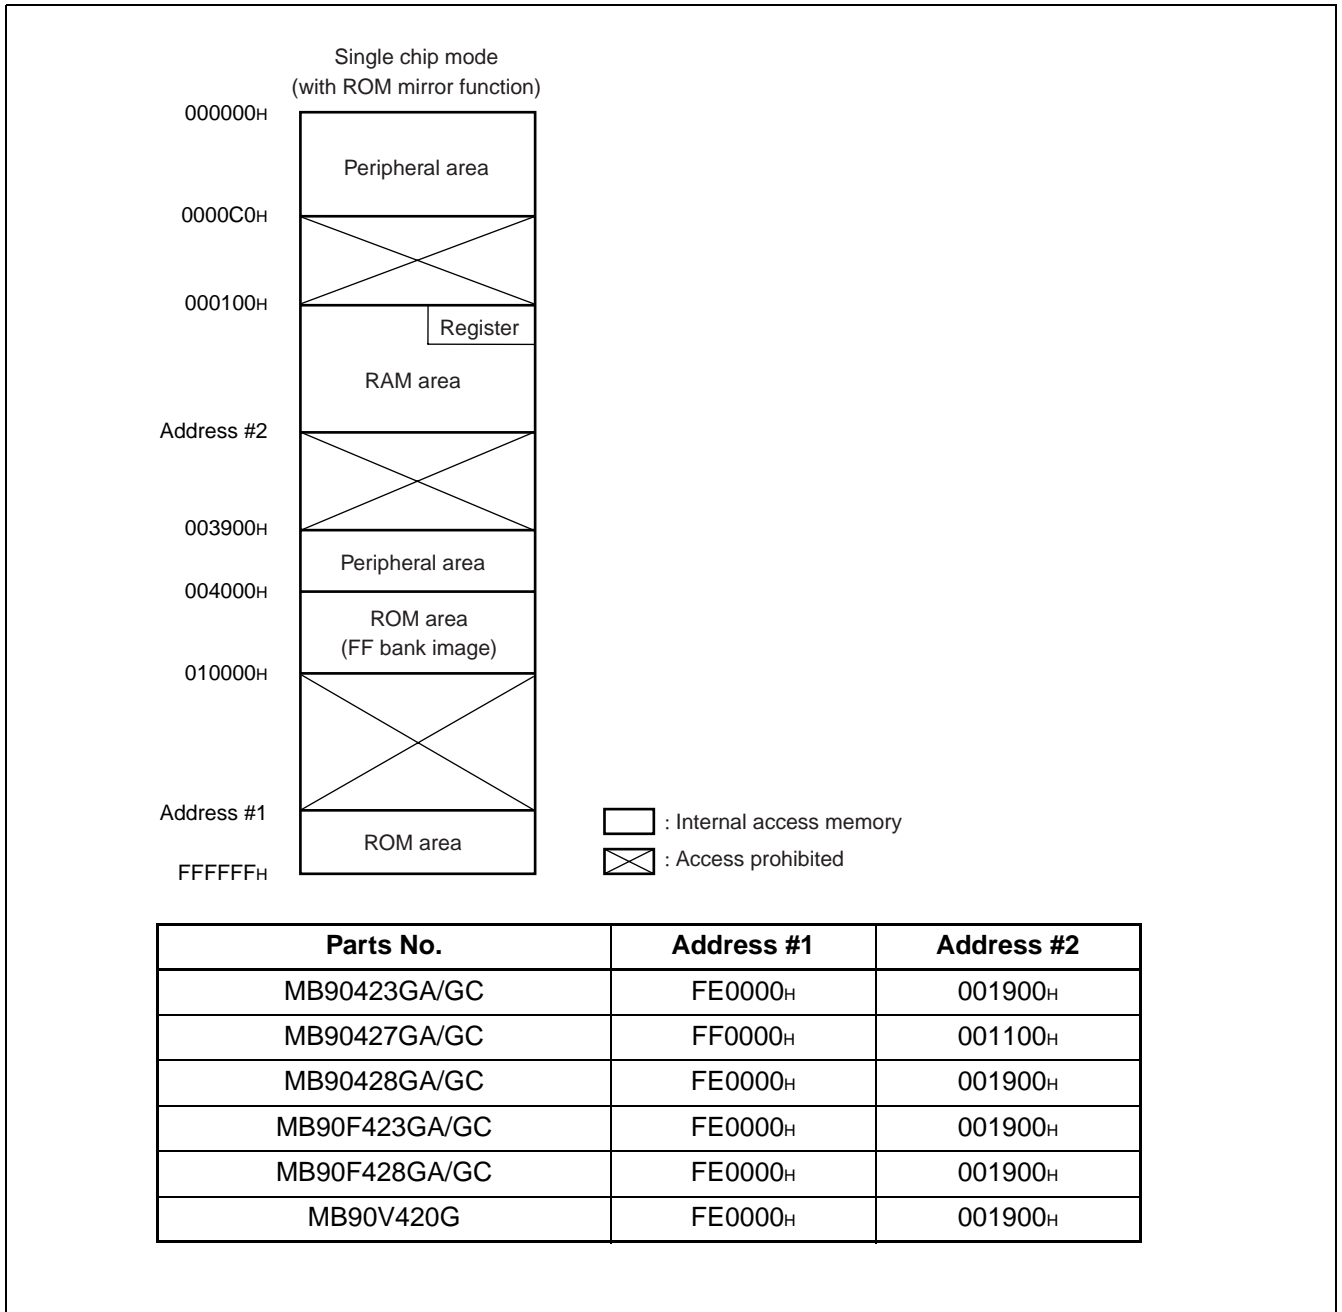 Single chip mode
(with ROM mirror function)
000000H
Peripheral area
0000C0H
000100H
Register
RAM area
Address #2
003900H
Peripheral area
004000H
ROM area
(FF bank image)
010000H
Address #1
ROM area
FFFFFFH
: Internal access memory
: Access prohibited
Parts No. Address #1 Address #2
MB90423GA/GC FE0000H 001900H
MB90427GA/GC FF0000H 001100H
MB90428GA/GC FE0000H 001900H
MB90F423GA/GC FE0000H 001900H
MB90F428GA/GC FE0000H 001900H
MB90V420G FE0000H 001900H